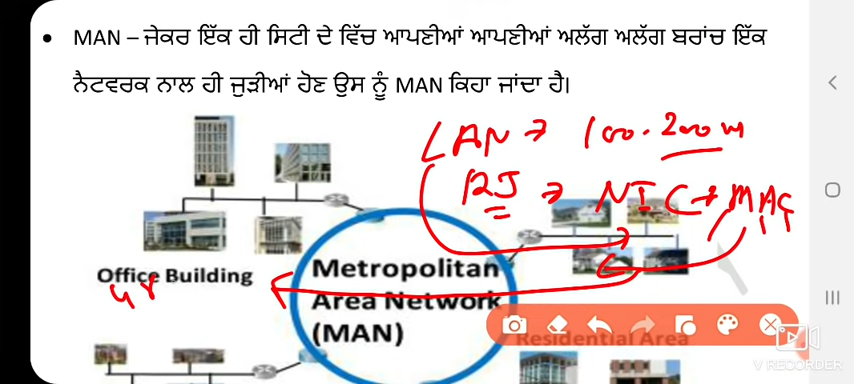 • MAN – ਜੇਕਰ ਇੱਕ ਹੀ ਸਿਟੀ ਦੇ ਵਿੱਚ ਆਪਣੀਆਂ ਆਪਣੀਆਂ ਅਲੱਗ ਅਲੱਗ ਬਰਾਂਚ ਇੱਕ
ਨੈਟਵਰਕ ਨਾਲ ਹੀ ਜੁੜੀਆਂ ਹੋਣ ਉਸ ਨੂੰ MAN ਕਿਹਾ ਜਾਂਦਾ ਹੈ।
LAN → 100. 200 m
RJ → NIC → MAC
Office Building
Metropolitan
Area Network
(MAN)
Residential Area
V RECORDER